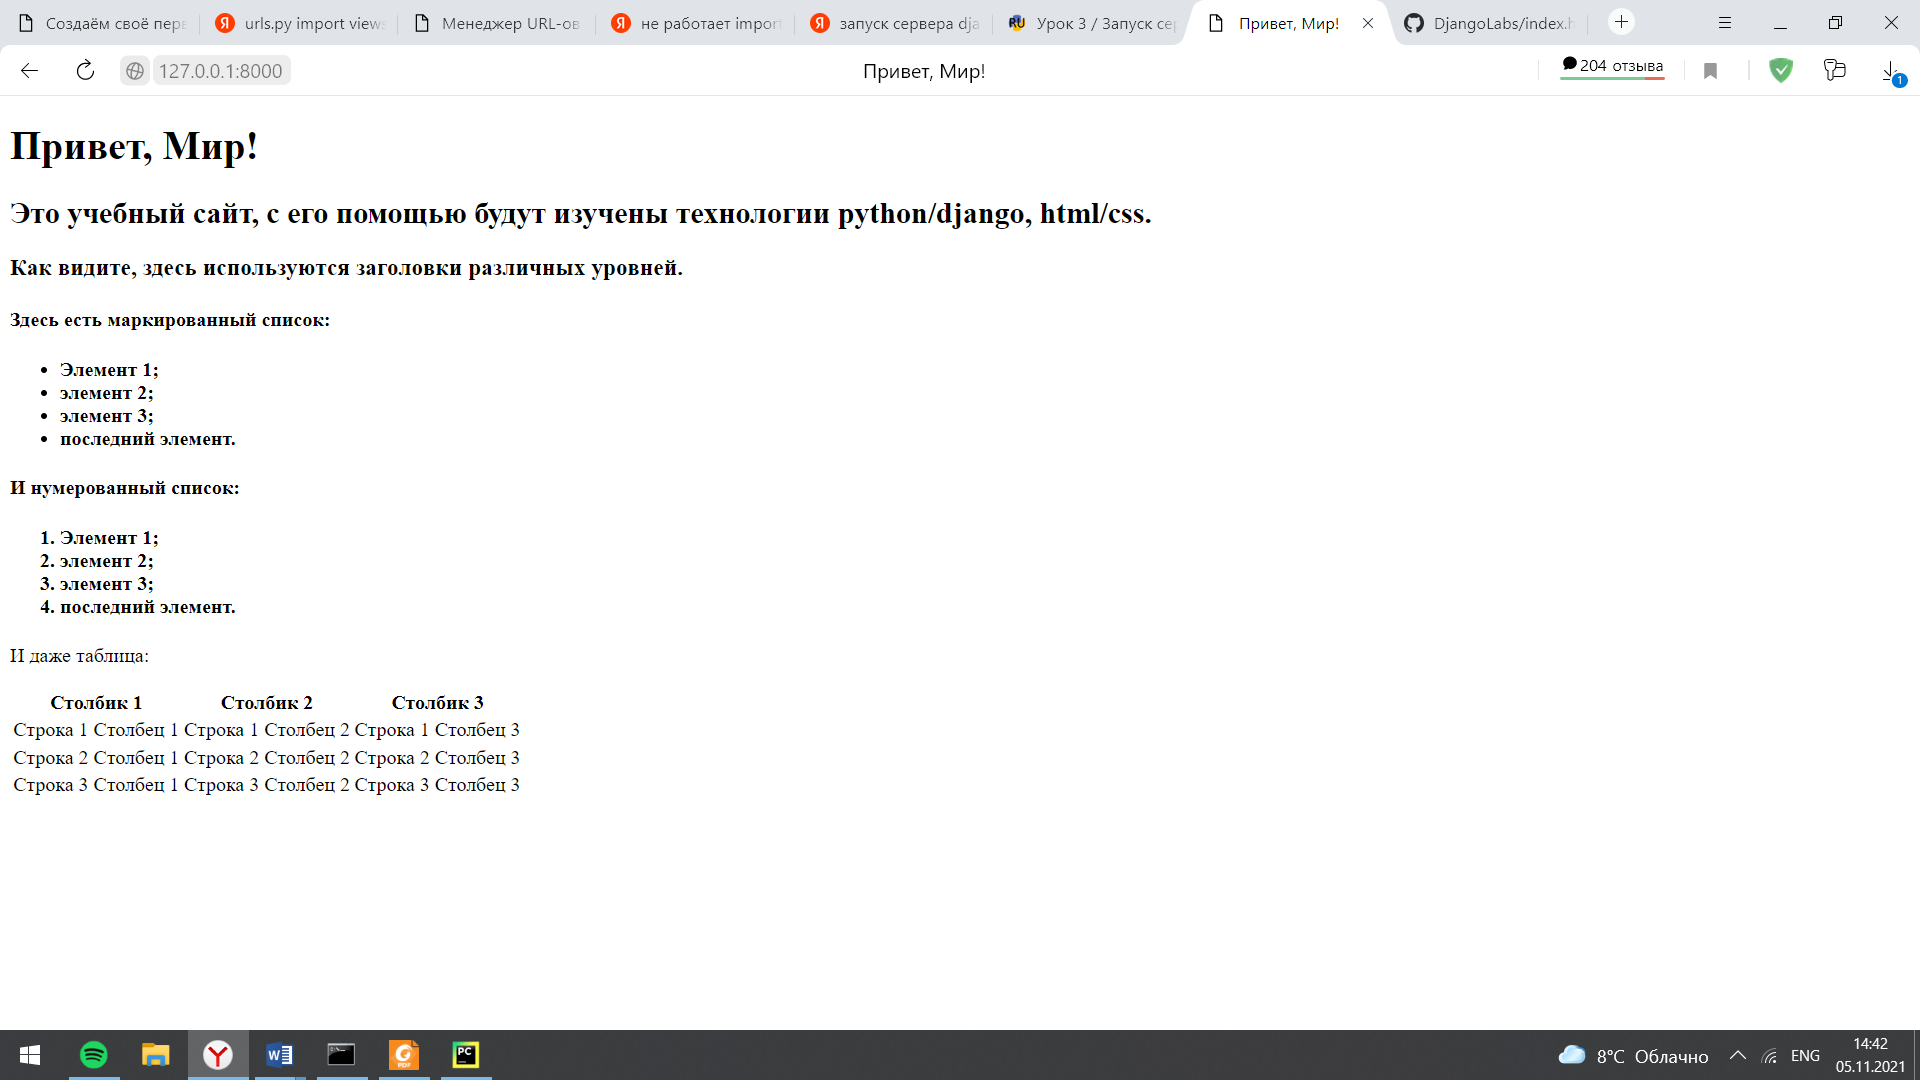 Создаём своё перв
urls.py import views
Менеджер URL-ов
не работает import
запуск сервера dja
Урок 3 / Запуск сер
Привет, Мир!
DjangoLabs/index.h
127.0.0.1:8000
Привет, Мир!
204 отзыва
1
Привет, Мир!
Это учебный сайт, с его помощью будут изучены технологии python/django, html/css.
Как видите, здесь используются заголовки различных уровней.
Здесь есть маркированный список:
• Элемент 1;
• элемент 2;
• элемент 3;
• последний элемент.
И нумерованный список:
1. Элемент 1;
2. элемент 2;
3. элемент 3;
4. последний элемент.
И даже таблица:
Столбик 1 Столбик 2 Столбик 3
Строка 1 Столбец 1 Строка 1 Столбец 2 Строка 1 Столбец 3
Строка 2 Столбец 1 Строка 2 Столбец 2 Строка 2 Столбец 3
Строка 3 Столбец 1 Строка 3 Столбец 2 Строка 3 Столбец 3
8°C Облачно
ENG
14:42
05.11.2021